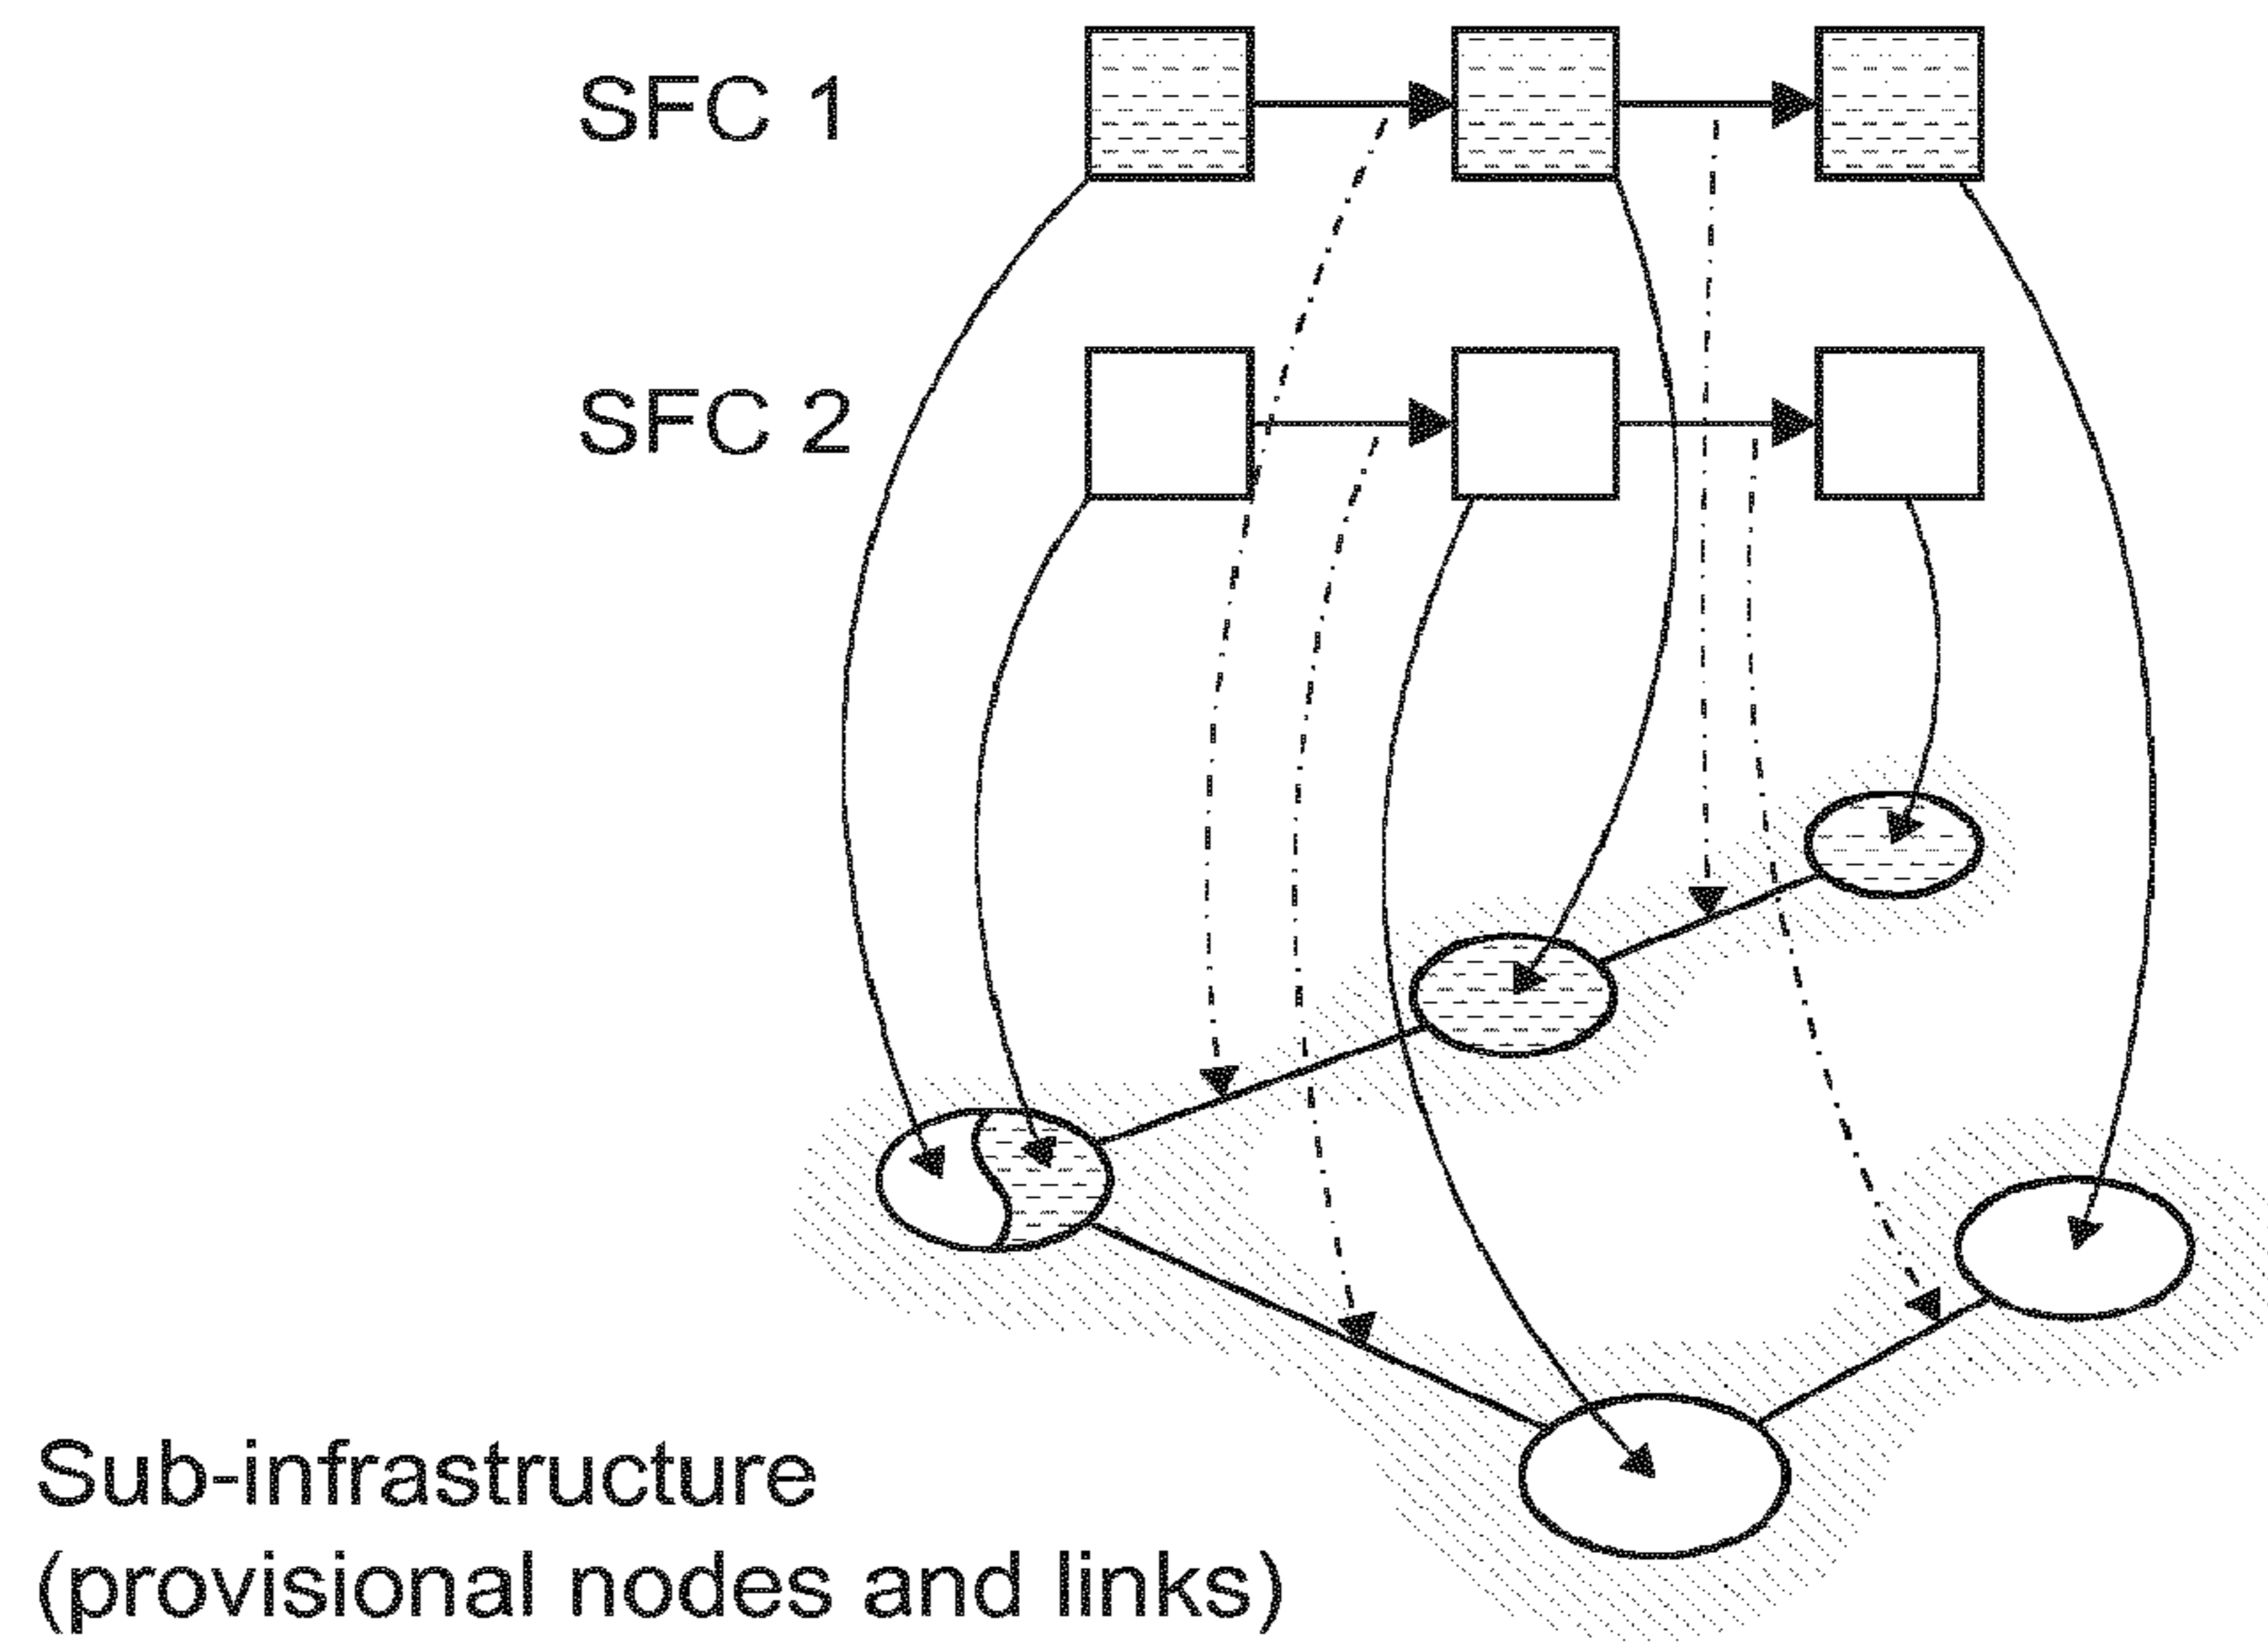 SFC 1
SFC 2
Sub-infrastructure
(provisional nodes and links)